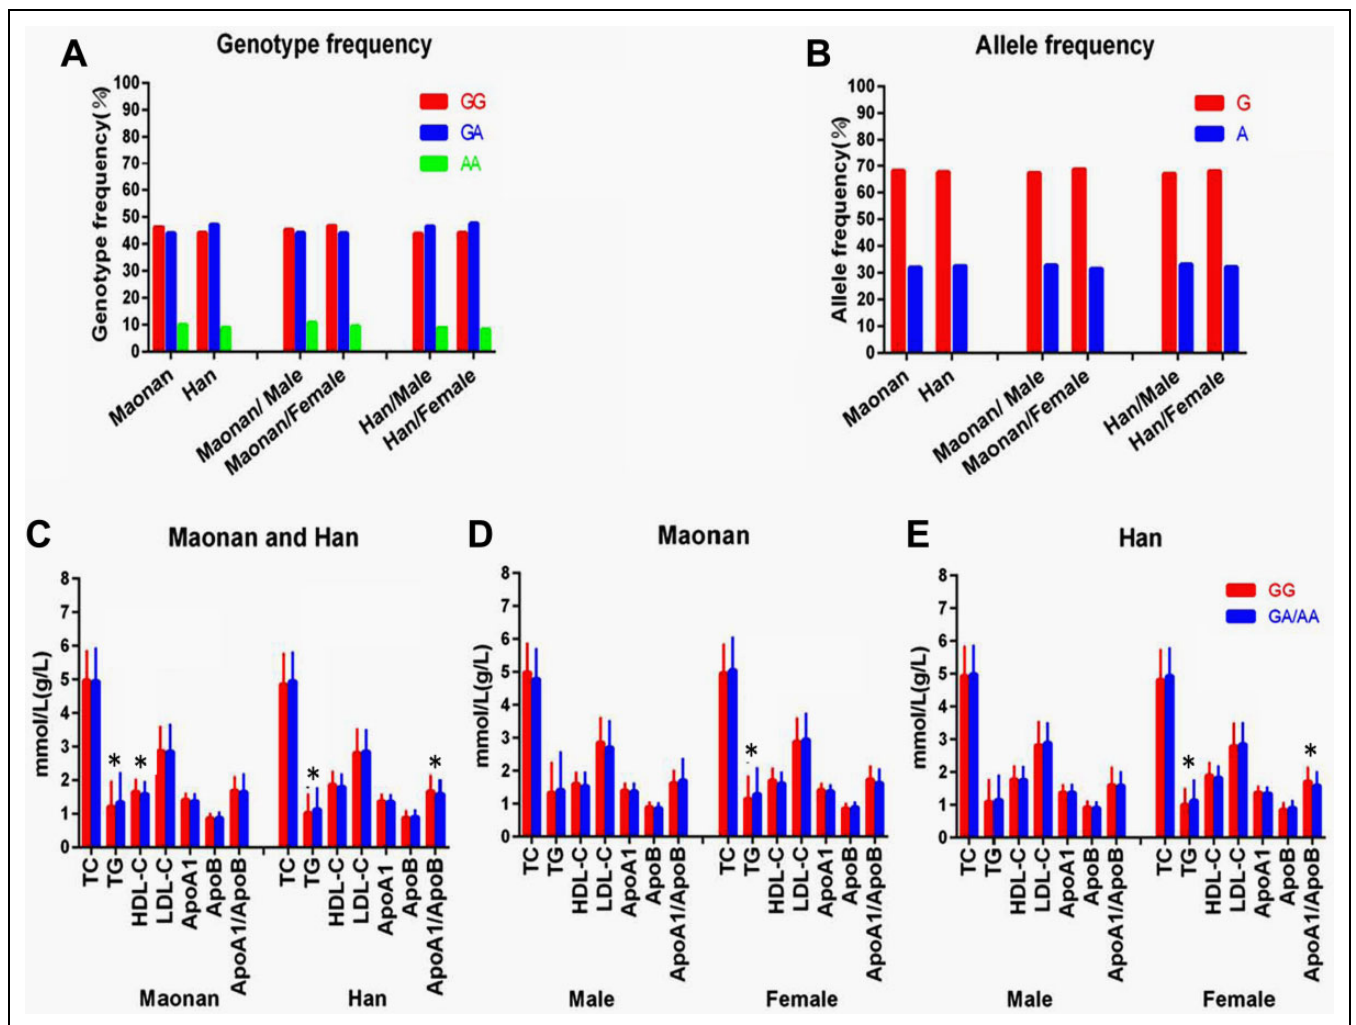 A
Genotype frequency
Genotype frequency(%)
100
90
80
70
60
50
40
30
20
10
0
GG
GA
AA
Maonan
Han
Maonan/ Male
Maonan/Female
Han/Male
Han/Female
B
Allele frequency
Allele frequency(%)
100
90
80
70
60
50
40
30
20
10
0
G
A
Maonan
Han
Maonan/ Male
Maonan/Female
Han/Male
Han/Female
C
Maonan and Han
mmol/L(g/L)
8
7
6
5
4
3
2
1
0
* * * *
TC
TG
HDL-C
LDL-C
ApoA1
ApoB
ApoA1/ApoB
TC
TG
HDL-C
LDL-C
ApoA1
ApoB
ApoA1/ApoB
Maonan
Han
D
Maonan
mmol/L(g/L)
8
7
6
5
4
3
2
1
0
*
TC
TG
HDL-C
LDL-C
ApoA1
ApoB
ApoA1/ApoB
TC
TG
HDL-C
LDL-C
ApoA1
ApoB
ApoA1/ApoB
Male
Female
E
Han
mmol/L(g/L)
8
7
6
5
4
3
2
1
0
GG
GA/AA
* *
TC
TG
HDL-C
LDL-C
ApoA1
ApoB
ApoA1/ApoB
TC
TG
HDL-C
LDL-C
ApoA1
ApoB
ApoA1/ApoB
Male
Female